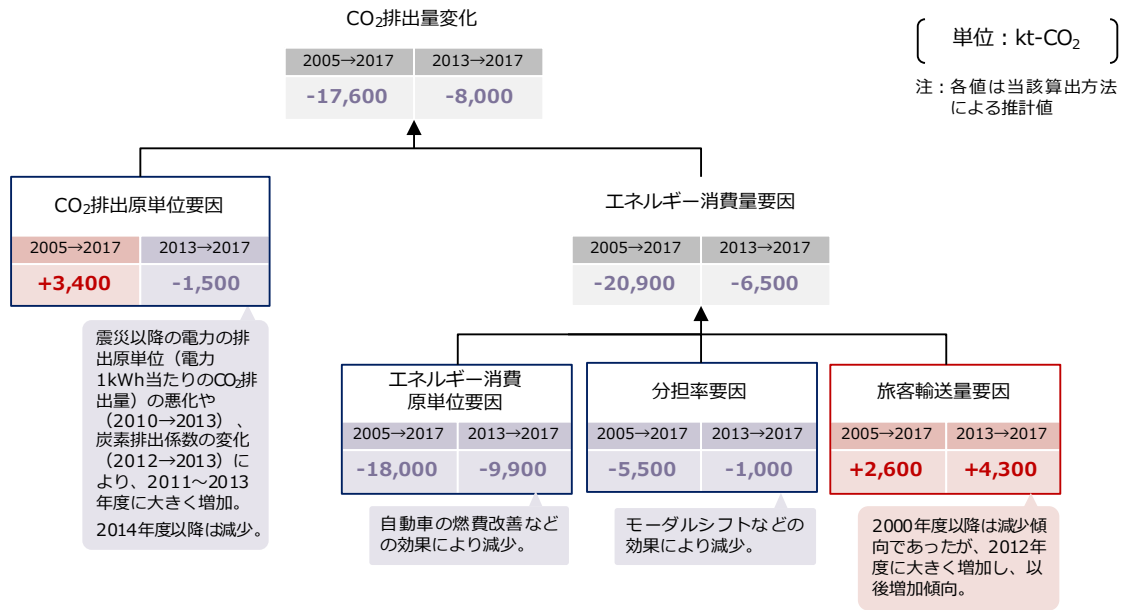 CO₂排出量変化
2005→2017 2013→2017
-17,600 -8,000
単位：kt-CO₂
注：各値は当該算出方法
による推計値
CO₂排出原単位要因
2005→2017 2013→2017
+3,400 -1,500
震災以降の電力の排
出原単位（電力
1kWh当たりのCO₂排
出量）の悪化や
（2010→2013）、
炭素排出係数の変化
（2012→2013）に
より、2011～2013
年度に大きく増加。
2014年度以降は減少。
エネルギー消費量要因
2005→2017 2013→2017
-20,900 -6,500
エネルギー消費
原単位要因
2005→2017 2013→2017
-18,000 -9,900
自動車の燃費改善など
の効果により減少。
分担率要因
2005→2017 2013→2017
-5,500 -1,000
モーダルシフトなどの
効果により減少。
旅客輸送量要因
2005→2017 2013→2017
+2,600 +4,300
2000年度以降は減少傾
向であったが、2012年
度に大きく増加し、以
後増加傾向。